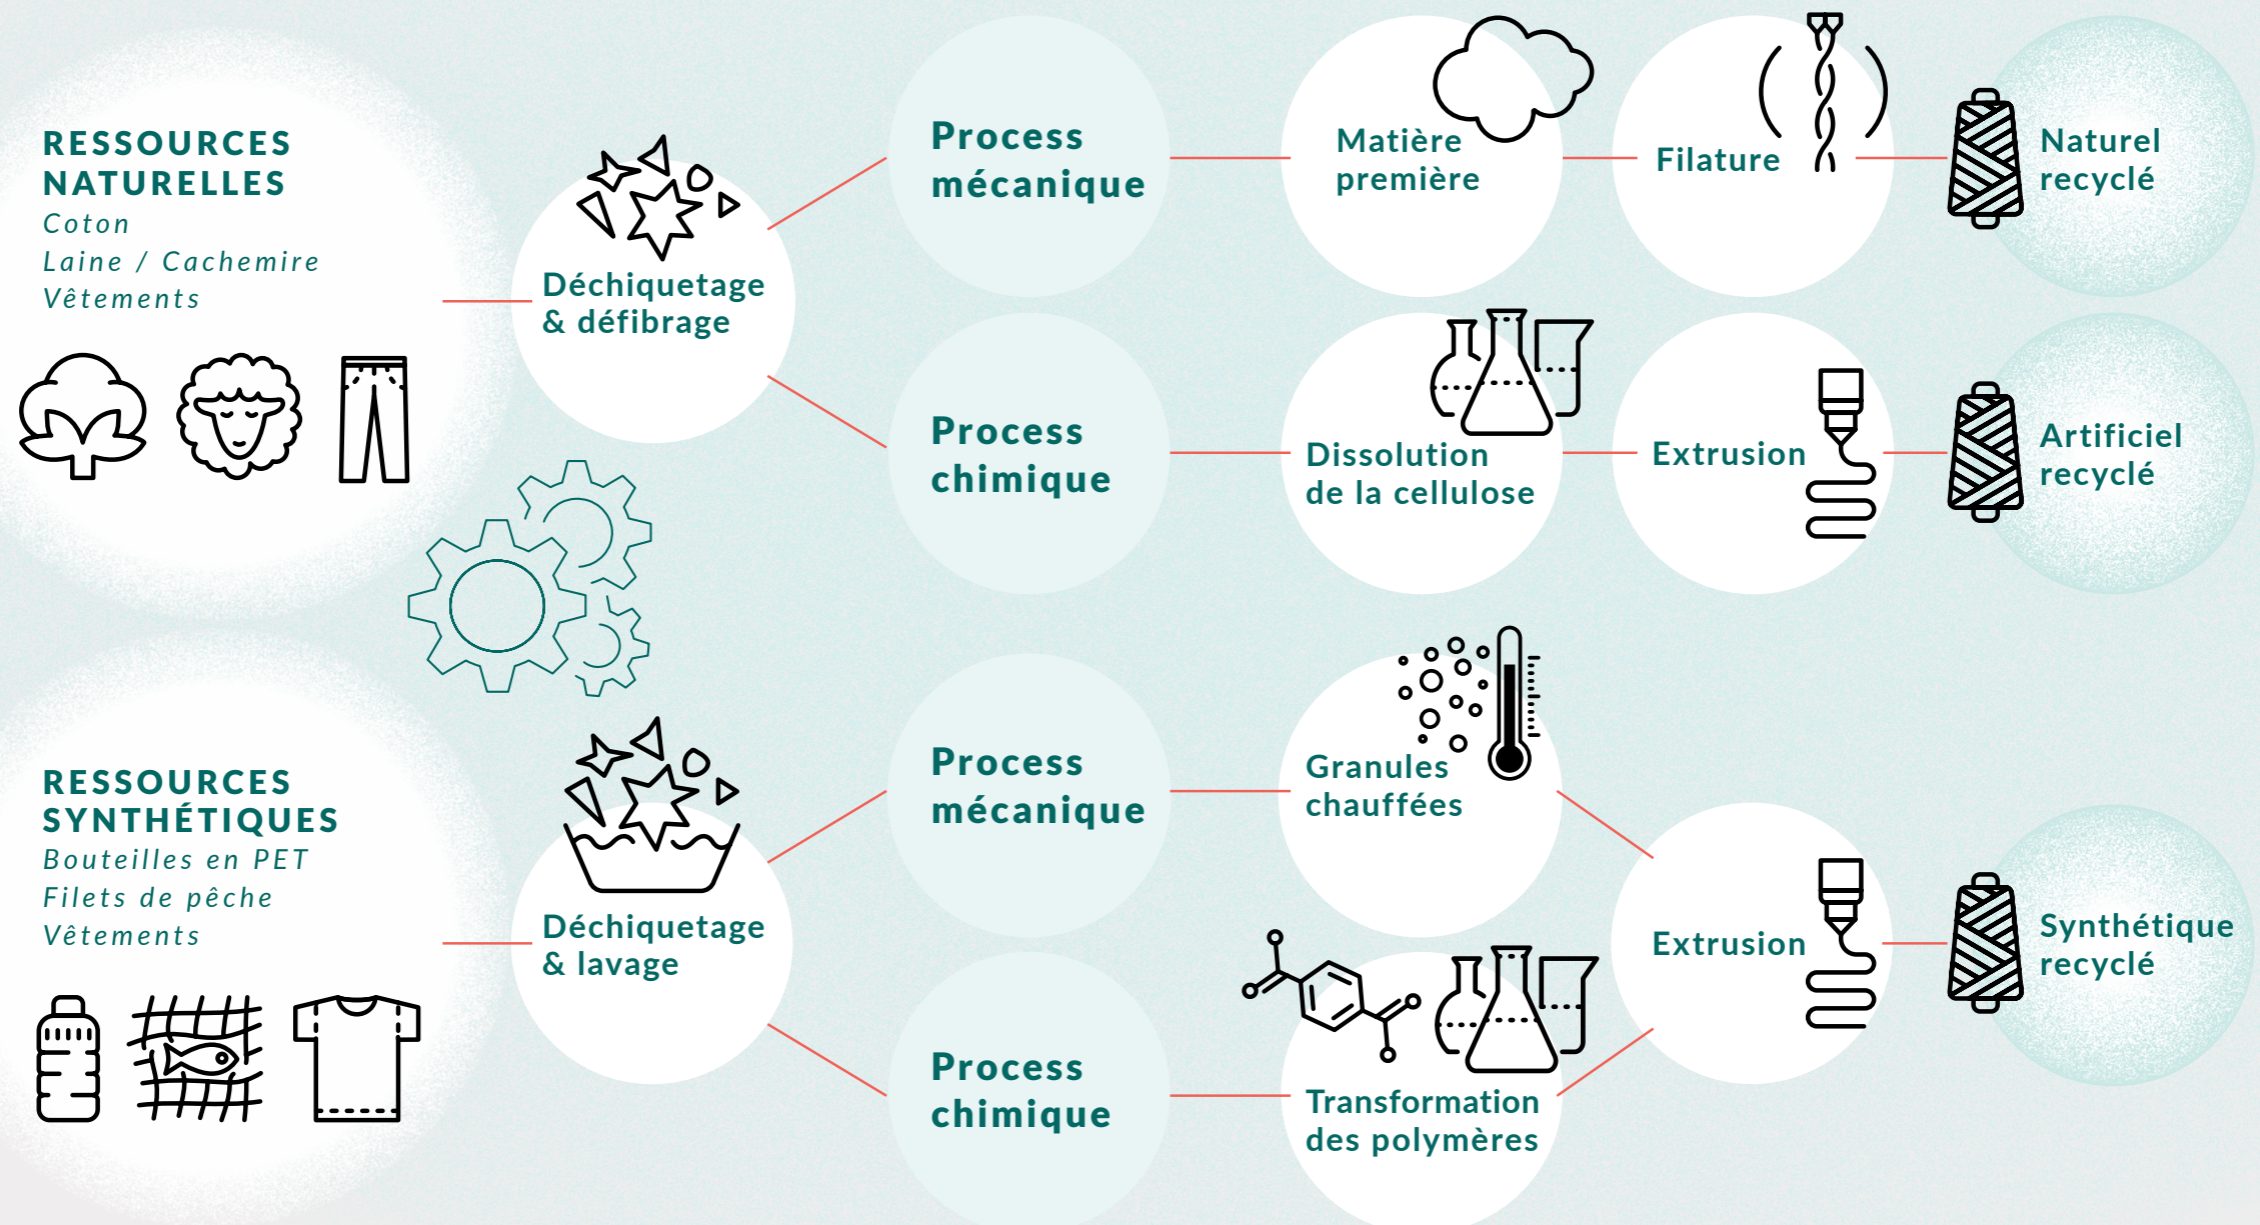 RESSOURCES
NATURELLES
Coton
Laine / Cachemire
Vêtements
Déchiquetage
& défibrage
Process
mécanique
Matière
première
Filature
Naturel
recyclé
Process
chimique
Dissolution
de la cellulose
Extrusion
Artificiel
recyclé
RESSOURCES
SYNTHÉTIQUES
Bouteilles en PET
Filets de pêche
Vêtements
Déchiquetage
& lavage
Process
mécanique
Granules
chauffées
Process
chimique
Transformation
des polymères
Extrusion
Synthétique
recyclé